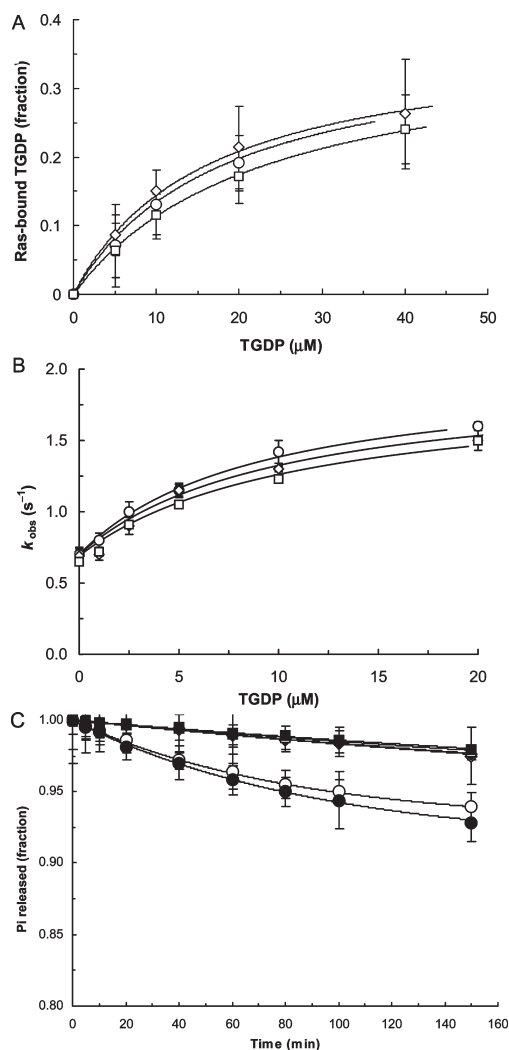 A
0.4
0.3
0.2
0.1
0
Ras-bound TGDP (fraction)
0 10 20 30 40 50
TGDP (μM)
B
2.0
1.5
1.0
0.5
0.0
k obs (s⁻¹)
0 5 10 15 20
TGDP (μM)
C
1.00
0.95
0.90
0.85
0.80
Pi released (fraction)
0 20 40 60 80 100 120 140 160
Time (min)